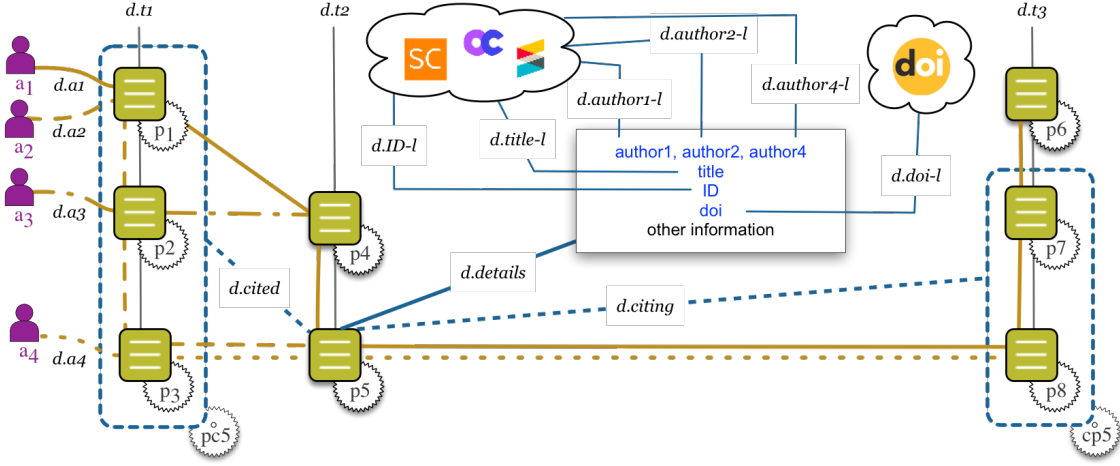 d.t1
d.t2
d.t3
SC
OC
doi
d.author2-l
d.author1-l
d.author4-l
d.ID-l
d.title-l
d.doi-l
a1
d.a1
a2
d.a2
a3
d.a3
a4
d.a4
p1
p2
p3
p4
p5
p6
p7
p8
author1, author2, author4
title
ID
doi
other information
d.cited
d.details
d.citing
pc5
cp5